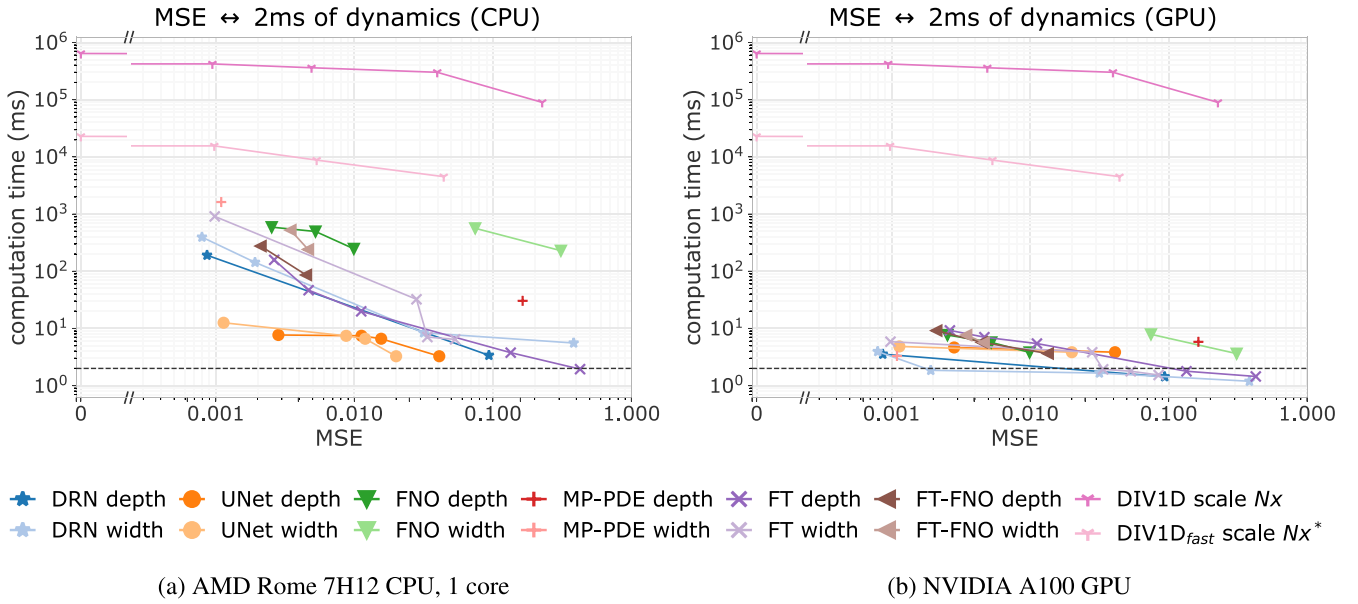 MSE ↔ 2ms of dynamics (CPU)
computation time (ms)
10⁶
10⁵
10⁴
10³
10²
10¹
10⁰
0
0.001
0.010
0.100
1.000
MSE
MSE ↔ 2ms of dynamics (GPU)
computation time (ms)
10⁶
10⁵
10⁴
10³
10²
10¹
10⁰
0
0.001
0.010
0.100
1.000
MSE
DRN depth UNet depth FNO depth MP-PDE depth FT depth FT-FNO depth DIV1D scale Nx
DRN width UNet width FNO width MP-PDE width FT width FT-FNO width DIV1D_fast scale Nx*
(a) AMD Rome 7H12 CPU, 1 core
(b) NVIDIA A100 GPU